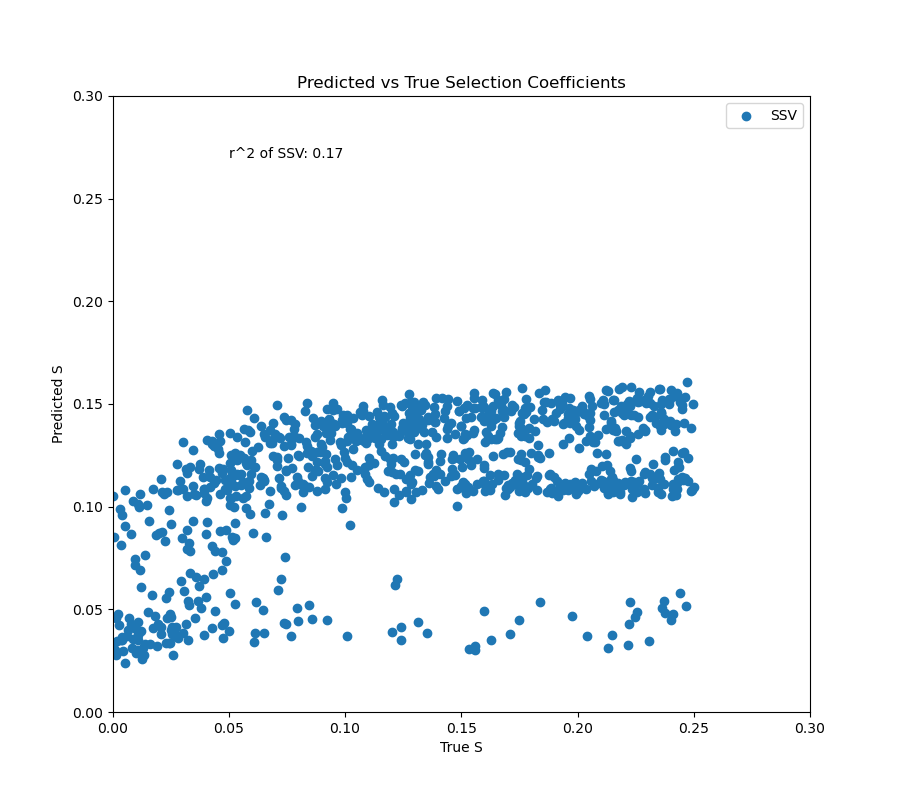 Predicted vs True Selection Coefficients
0.30
SSV
r^2 of SSV: 0.17
0.25
0.20
Predicted S
0.15
0.10
0.05
0.00
0.00 0.05 0.10 0.15 0.20 0.25 0.30
True S